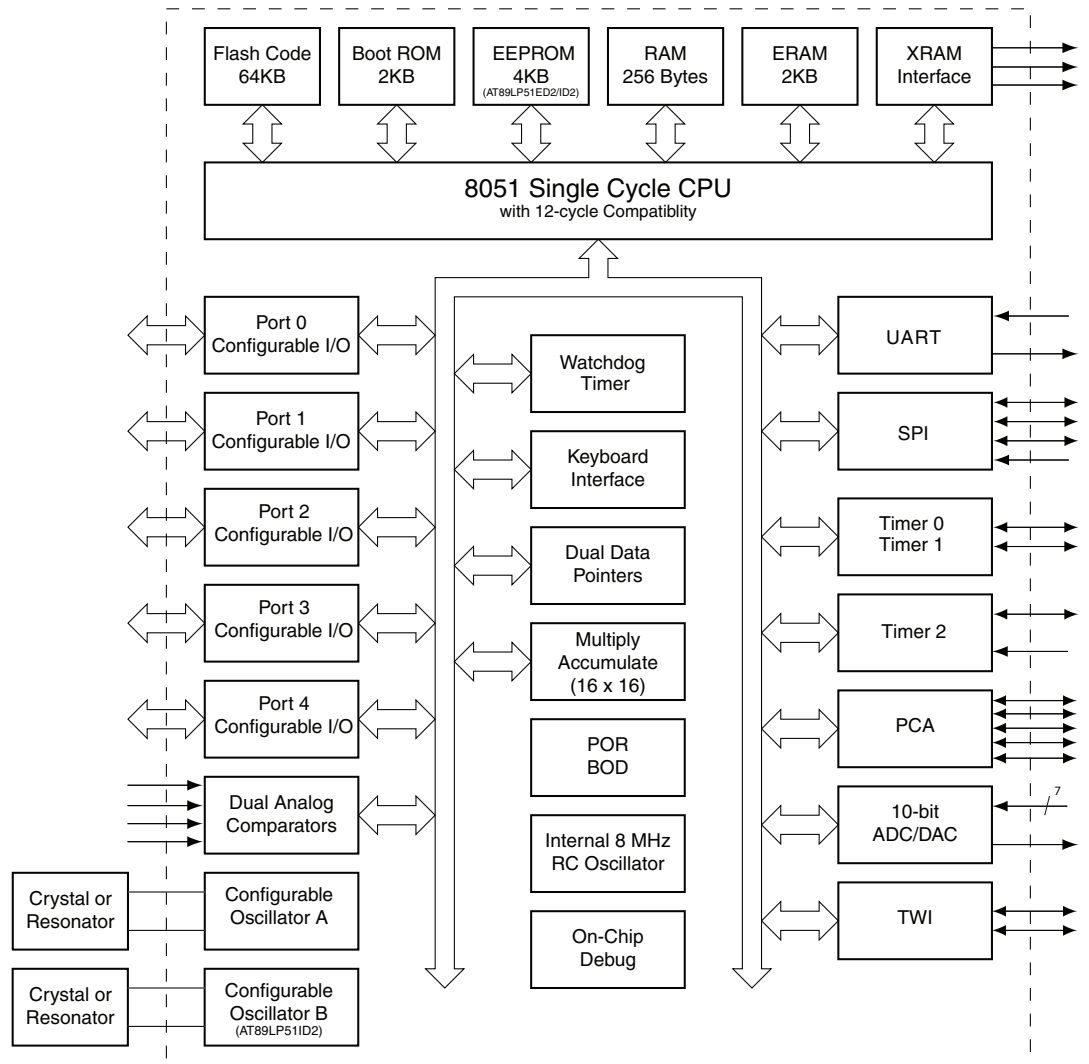 Flash Code
64KB
Boot ROM
2KB
EEPROM
4KB
(AT89LP51ED2/ID2)
RAM
256 Bytes
ERAM
2KB
XRAM
Interface
8051 Single Cycle CPU
with 12-cycle Compatiblity
Port 0
Configurable I/O
Port 1
Configurable I/O
Port 2
Configurable I/O
Port 3
Configurable I/O
Port 4
Configurable I/O
Dual Analog
Comparators
Crystal or
Resonator
Configurable
Oscillator A
Crystal or
Resonator
Configurable
Oscillator B
(AT89LP51ID2)
Watchdog
Timer
Keyboard
Interface
Dual Data
Pointers
Multiply
Accumulate
(16 x 16)
POR
BOD
Internal 8 MHz
RC Oscillator
On-Chip
Debug
UART
SPI
Timer 0
Timer 1
Timer 2
PCA
10-bit
ADC/DAC
7
TWI